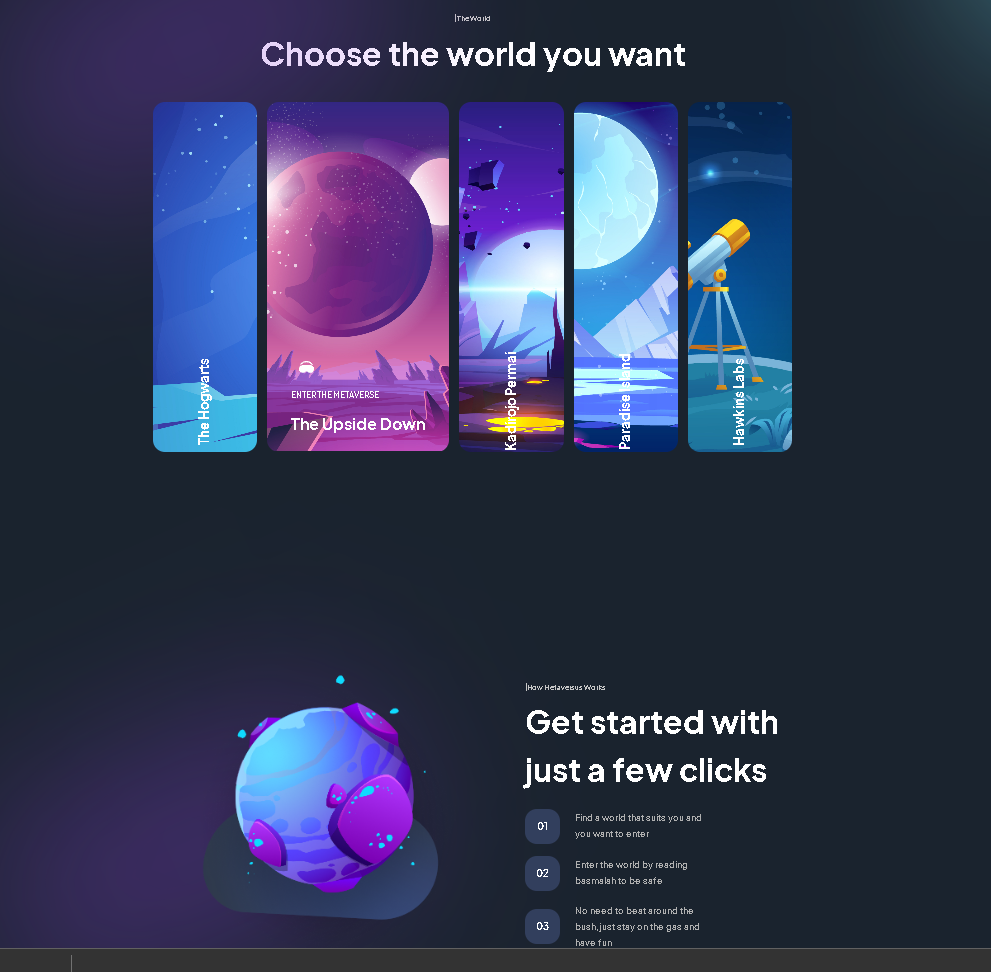 |TheWorld
Choose the world you want
The Hogwarts
ENTER THE METAVERSE
The Upside Down
Kadirojo Permai
Paradise Island
Hawkins Labs
|How Metaversus Works
Get started with
just a few clicks
01
Find a world that suits you and
you want to enter
02
Enter the world by reading
basmalah to be safe
03
No need to beat around the
bush, just stay on the gas and
have fun